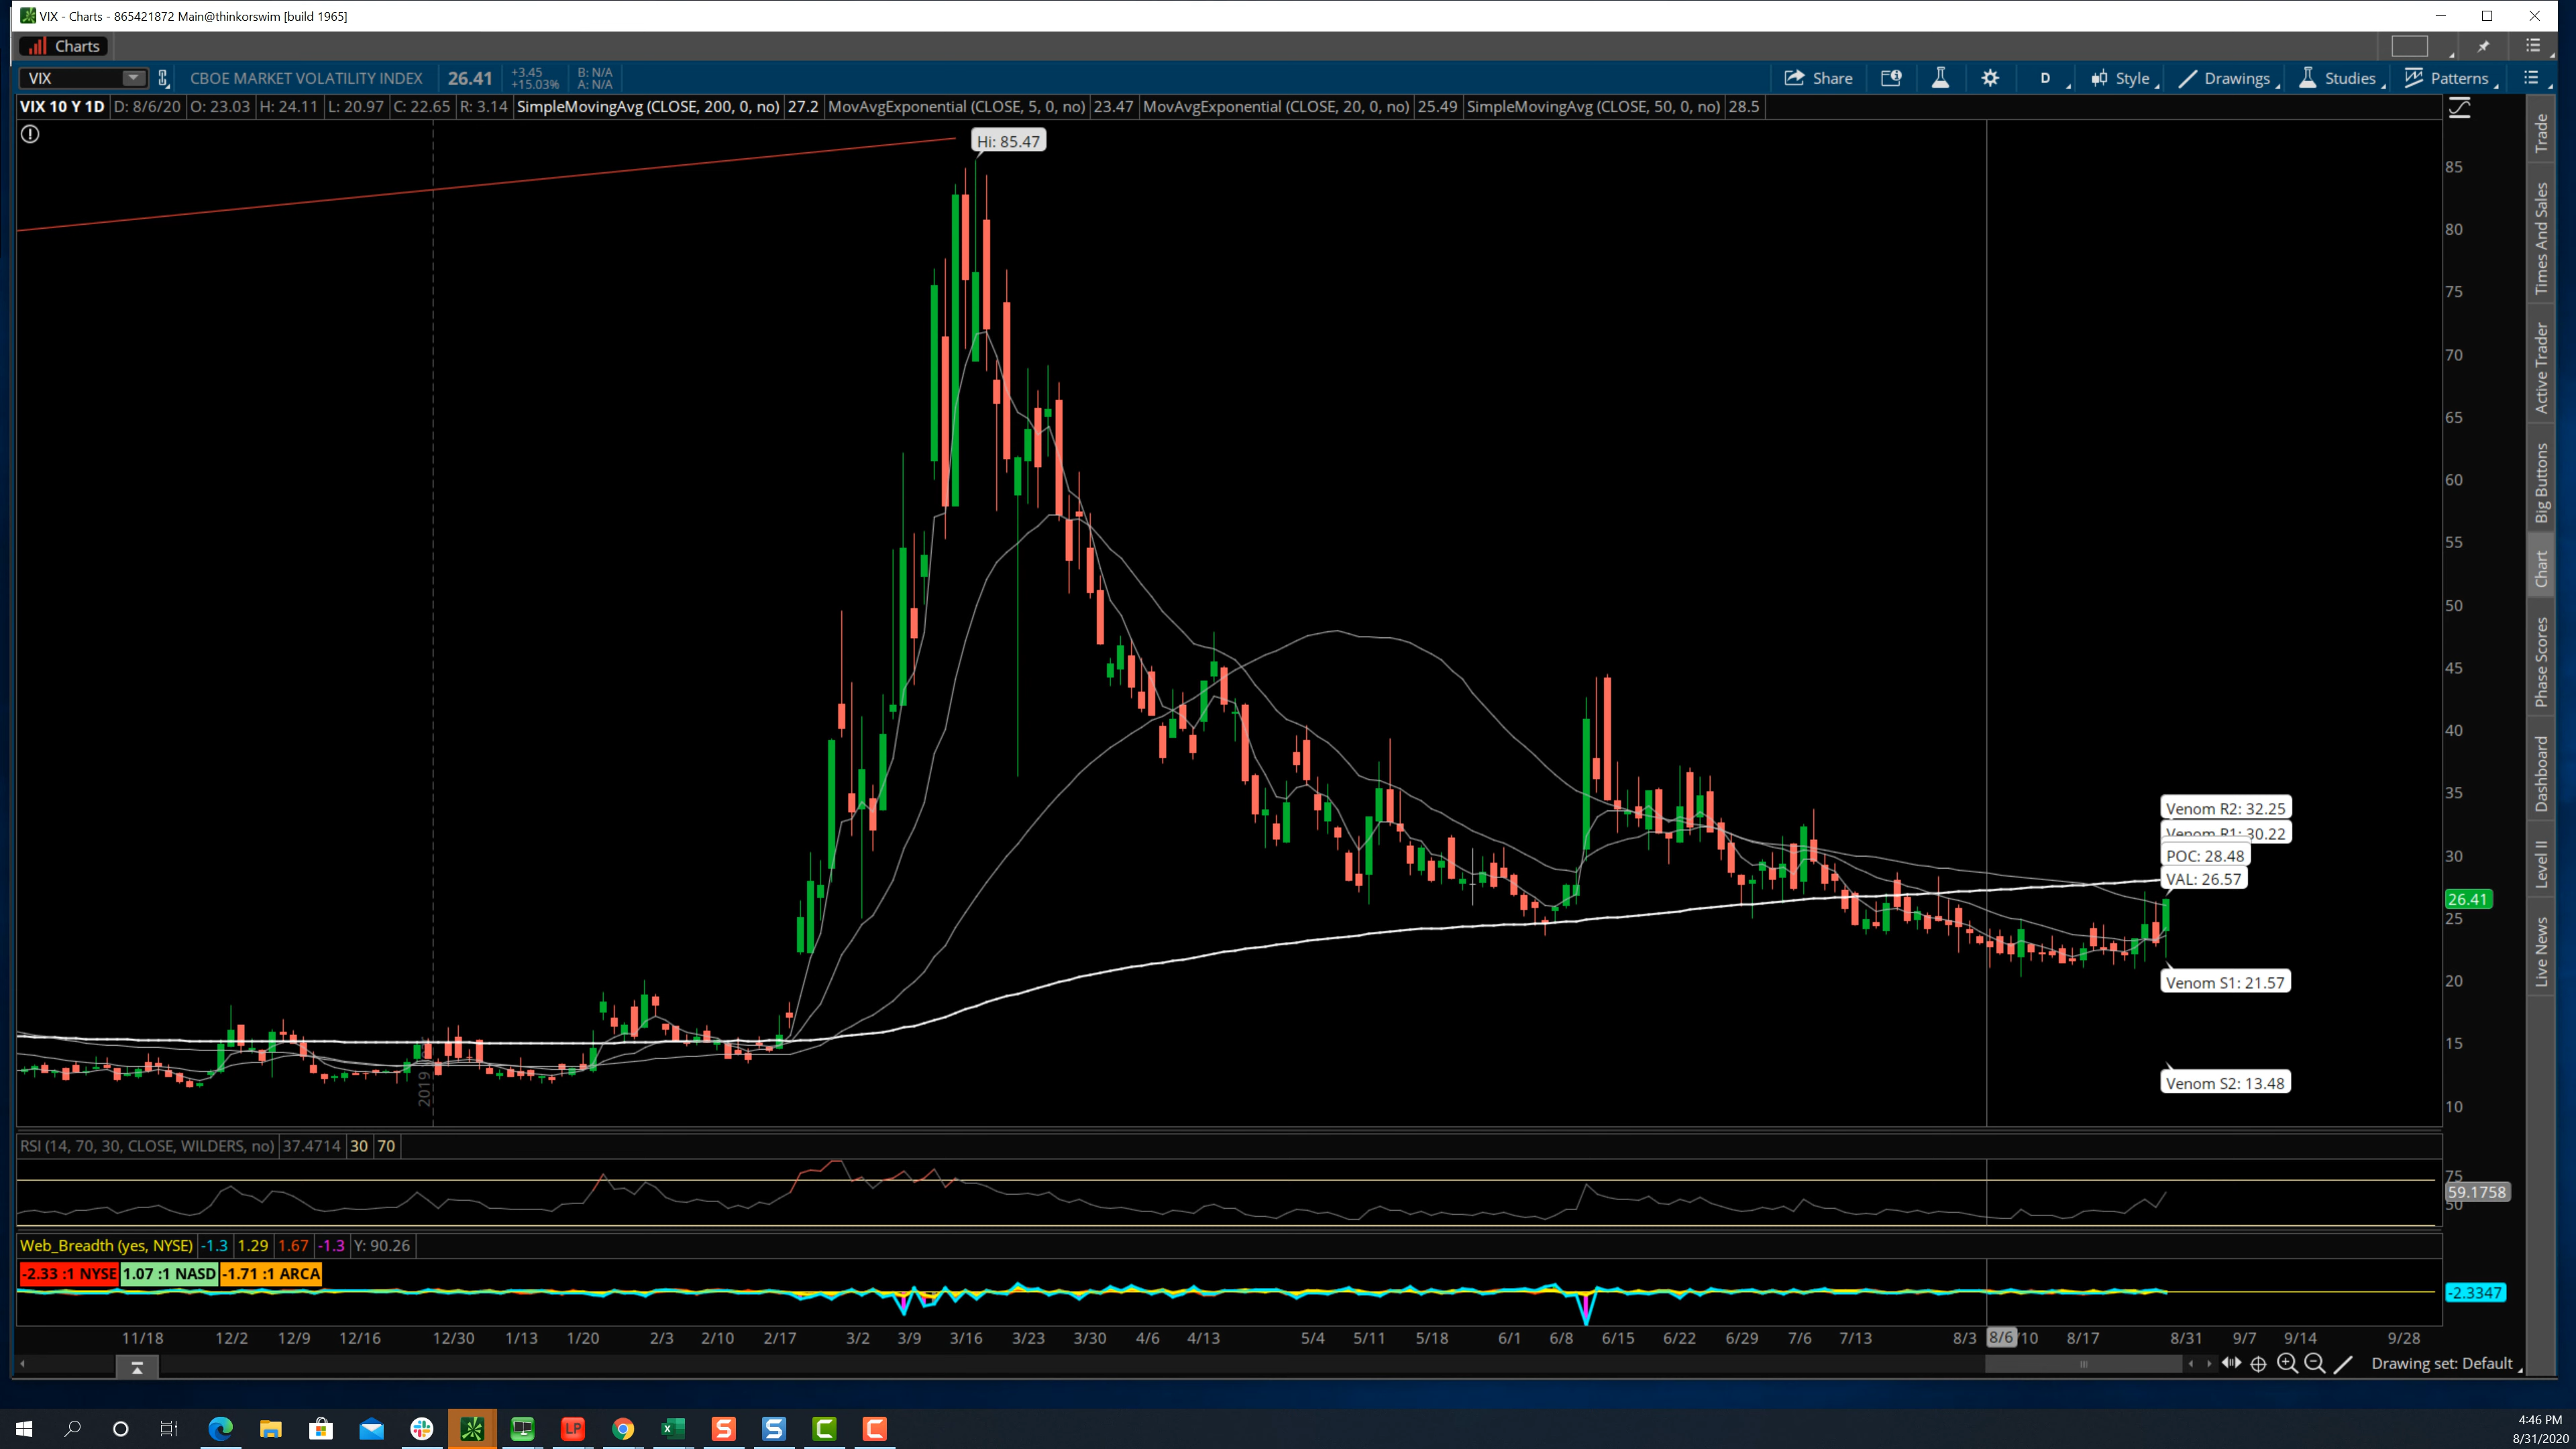 VIX - Charts - 865421872 Main@thinkorswim [build 1965]
Charts
VIX CBOE MARKET VOLATILITY INDEX 26.41 +3.45 +15.03% B: N/A A: N/A Share D Style Drawings Studies Patterns
VIX 10 Y 1D D: 8/6/20 O: 23.03 H: 24.11 L: 20.97 C: 22.65 R: 3.14 SimpleMovingAvg (CLOSE, 200, 0, no) 27.2 MovAvgExponential (CLOSE, 5, 0, no) 23.47 MovAvgExponential (CLOSE, 20, 0, no) 25.49 SimpleMovingAvg (CLOSE, 50, 0, no) 28.5
Hi: 85.47
85
80
75
70
65
60
55
50
45
40
35
Venom R2: 32.25
Venom R1: 30.22
30
POC: 28.48
VAL: 26.57
26.41
25
20
Venom S1: 21.57
15
Venom S2: 13.48
10
2019
Trade
Times And Sales
Active Trader
Big Buttons
Chart
Phase Scores
Dashboard
Level II
Live News
RSI (14, 70, 30, CLOSE, WILDERS, no) 37.4714 30 70
75
59.1758
50
Web_Breadth (yes, NYSE) -1.3 1.29 1.67 -1.3 Y: 90.26
-2.33 :1 NYSE 1.07 :1 NASD -1.71 :1 ARCA
-2.3347
11/18 12/2 12/9 12/16 12/30 1/13 1/20 2/3 2/10 2/17 3/2 3/9 3/16 3/23 3/30 4/6 4/13 5/4 5/11 5/18 6/1 6/8 6/15 6/22 6/29 7/6 7/13 8/3 8/6 /10 8/17 8/31 9/7 9/14 9/28
Drawing set: Default
LP
4:46 PM
8/31/2020